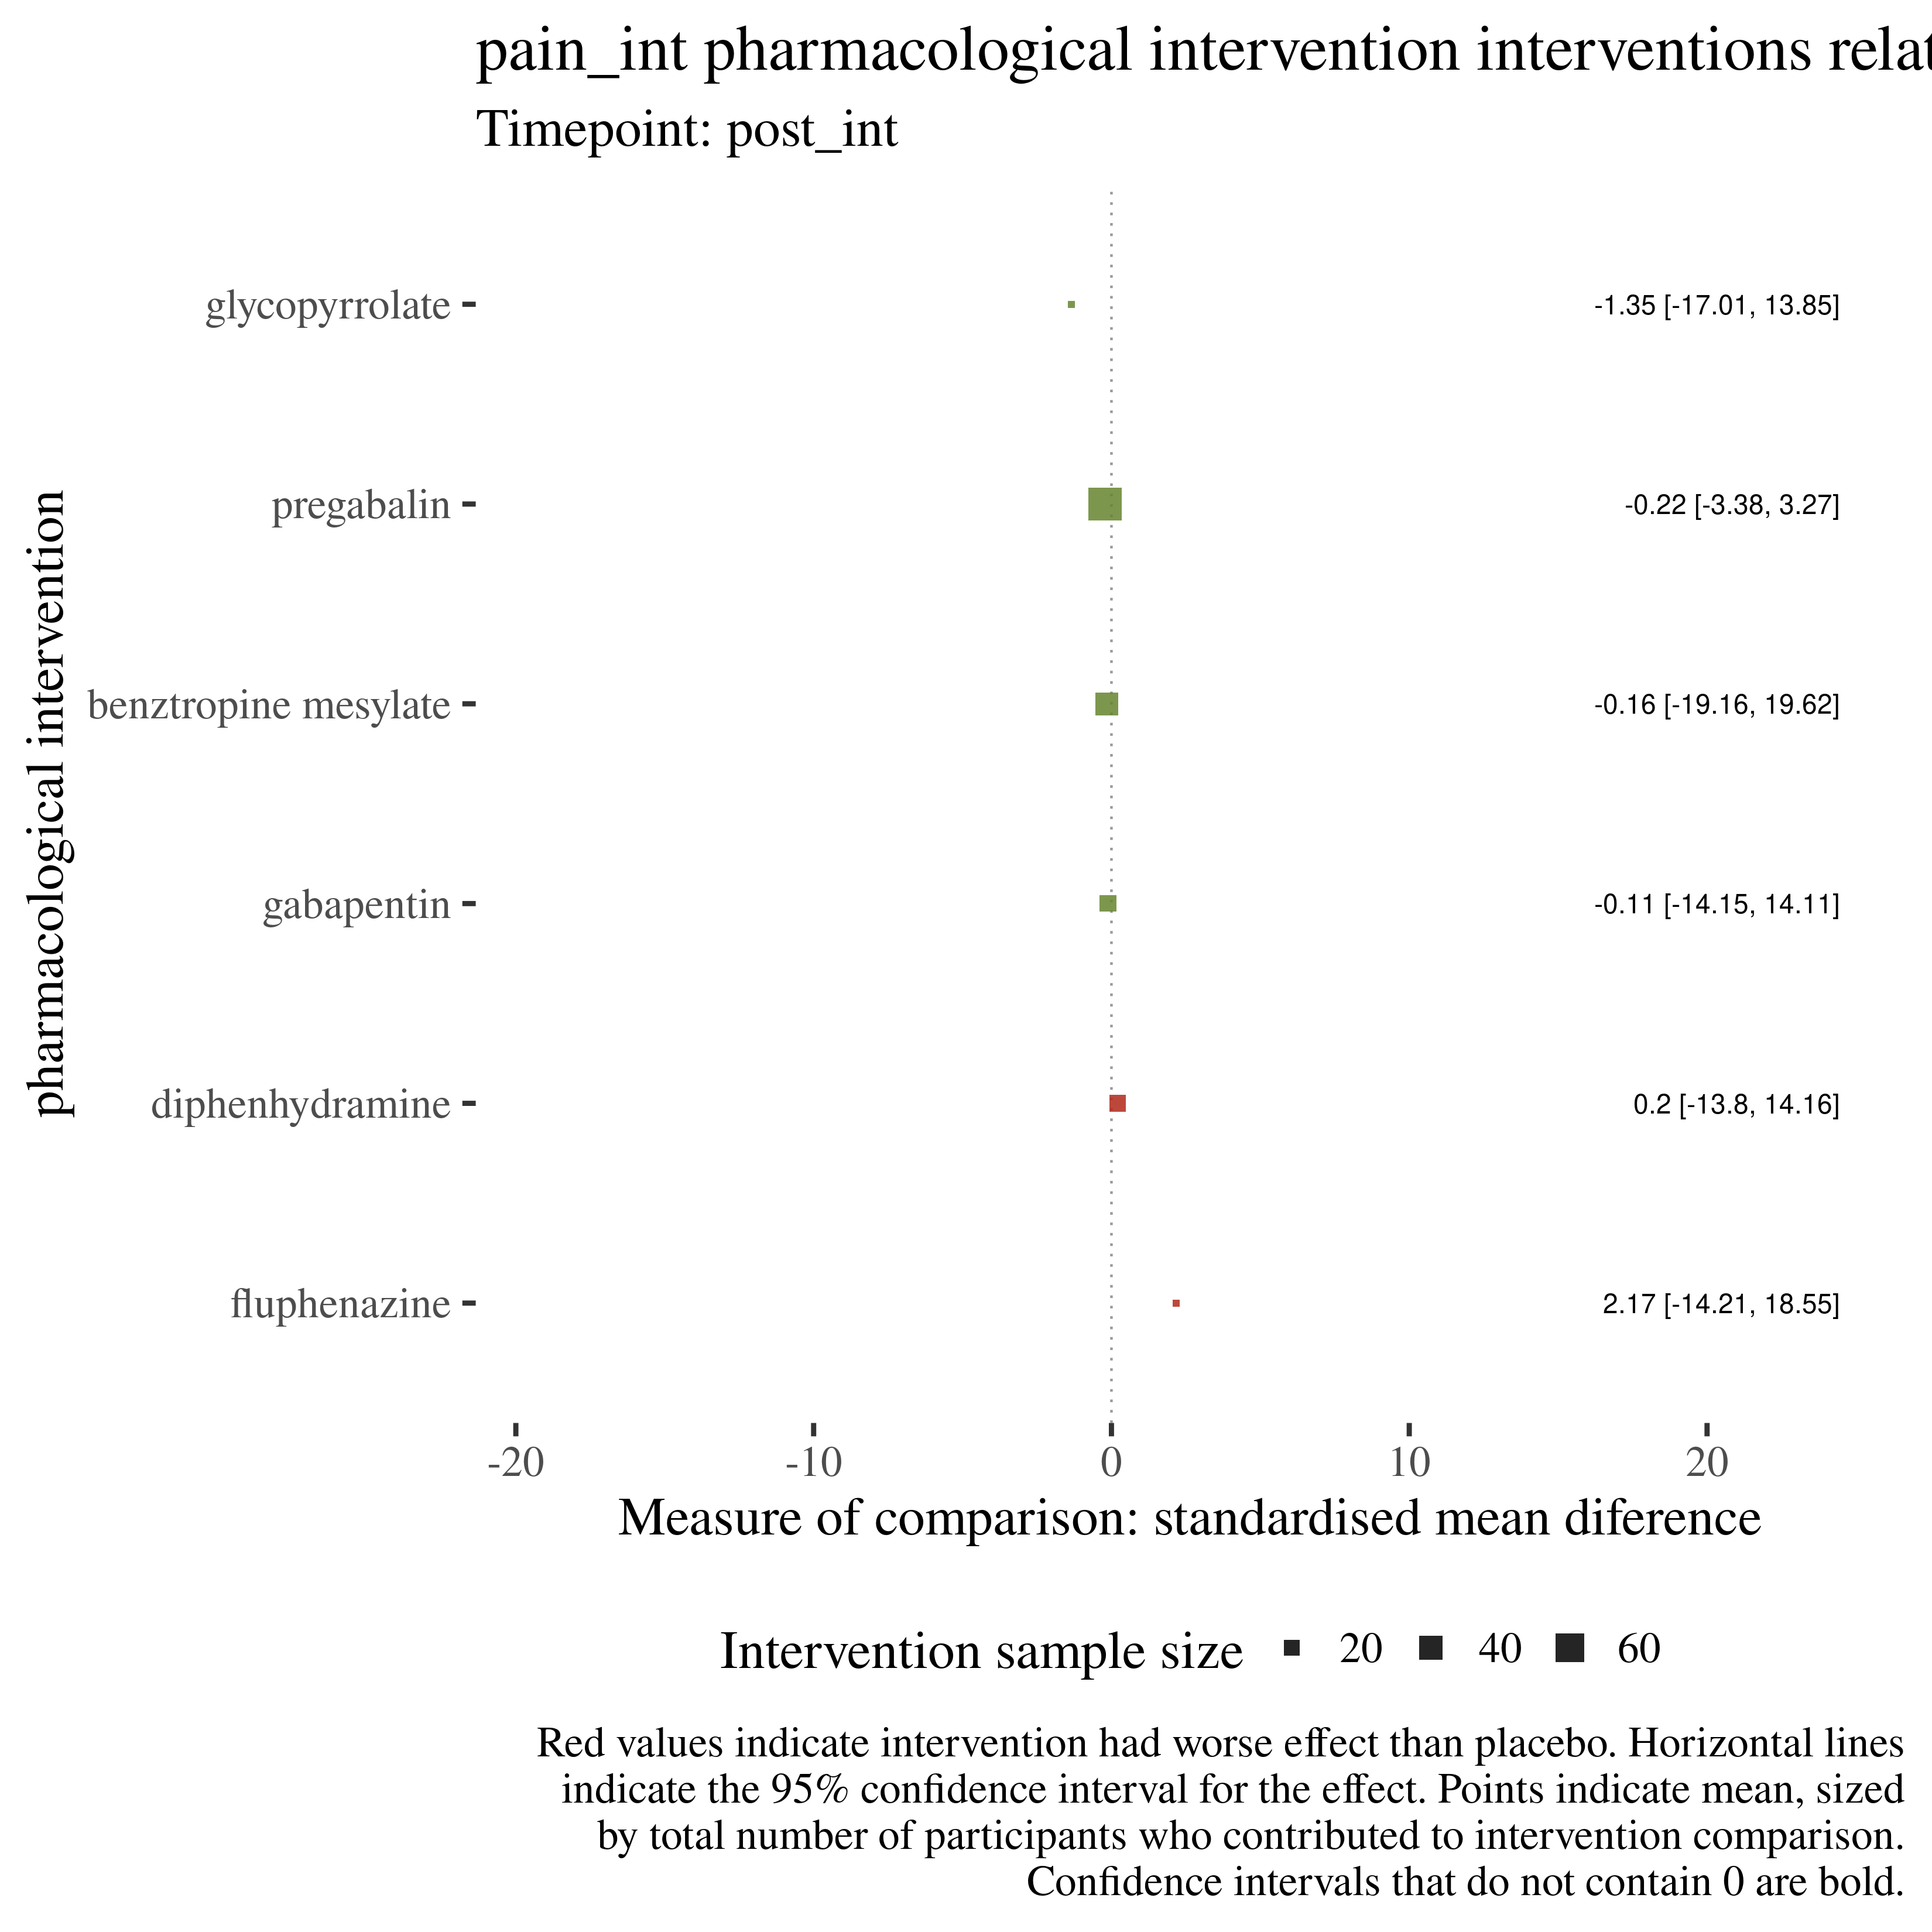 pain_int pharmacological intervention interventions relat
Timepoint: post_int
pharmacological intervention
glycopyrrolate
-1.35 [-17.01, 13.85]
pregabalin
-0.22 [-3.38, 3.27]
benztropine mesylate
-0.16 [-19.16, 19.62]
gabapentin
-0.11 [-14.15, 14.11]
diphenhydramine
0.2 [-13.8, 14.16]
fluphenazine
2.17 [-14.21, 18.55]
-20 -10 0 10 20
Measure of comparison: standardised mean diference
Intervention sample size 20 40 60
Red values indicate intervention had worse effect than placebo. Horizontal lines
indicate the 95% confidence interval for the effect. Points indicate mean, sized
by total number of participants who contributed to intervention comparison.
Confidence intervals that do not contain 0 are bold.